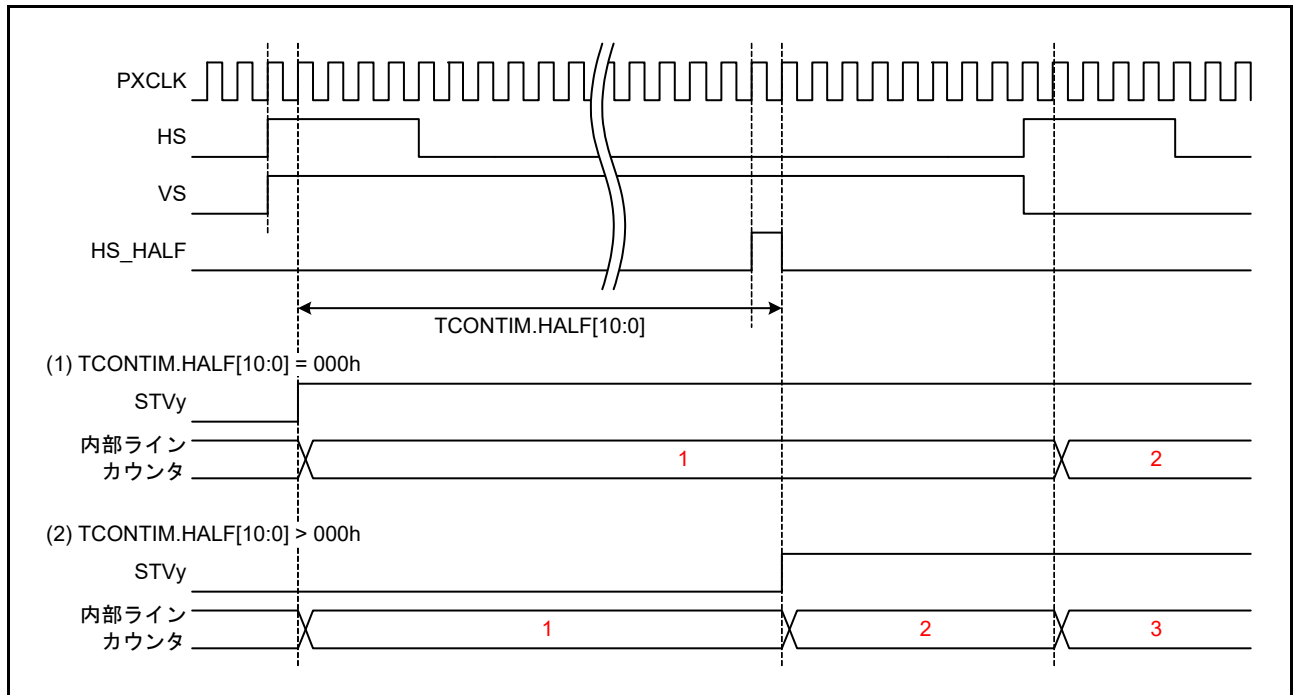 PXCLK
HS
VS
HS_HALF
TCONTIM.HALF[10:0]
(1) TCONTIM.HALF[10:0] = 000h
STVy
内部ライン
カウンタ
1
2
(2) TCONTIM.HALF[10:0] > 000h
STVy
内部ライン
カウンタ
1
2
3